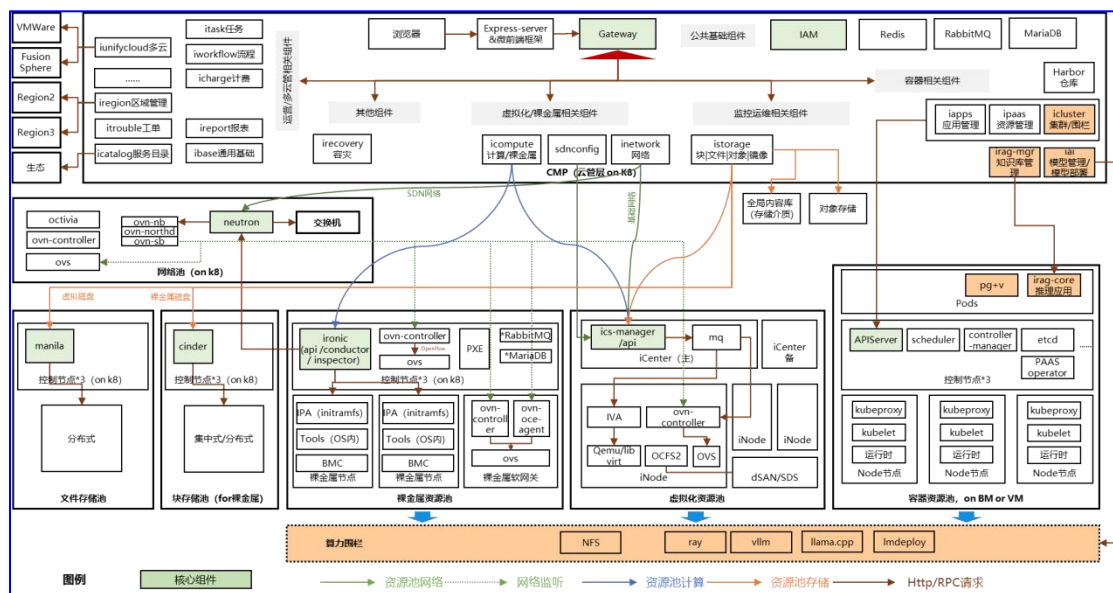 VMWare
Fusion
Sphere
Region2
Region3
生态
iunifycloud多云
......
iregion区域管理
itrouble工单
icatalog服务目录
itask任务
iworkflow流程
icharge计费
ireport报表
ibase通用基础
运营/多云管相关组件
浏览器
Express-server
&微前端框架
Gateway
公共基础组件
IAM
Redis
RabbitMQ
MariaDB
其他组件
虚拟化/裸金属相关组件
监控运维相关组件
容器相关组件
Harbor
仓库
irecovery
容灾
icompute
计算/裸金属
sdnconfig
inetwork
网络
istorage
块|文件|对象|镜像
iapps
应用管理
ipaas
资源管理
icluster
集群/围栏
irag-mgr
知识库管
理
iai
模型管理/
模型部署
CMP（云管层 on K8）
SDN网络
基础网络
全局内容库
(存储介质)
对象存储
octivia
ovn-controller
ovs
ovn-nb
ovn-northd
ovn-sb
neutron
交换机
网络池（on k8）
虚拟磁盘
裸金属磁盘
manila
控制节点*3（on k8）
分布式
文件存储池
cinder
控制节点*3（on k8）
集中式/分布式
块存储池（for裸金属）
ironic
(api /conductor
/ inspector)
ovn-controller
Openflow
ovs
PXE
*RabbitMQ
*MariaDB
控制节点*3（on k8）
IPA（initramfs）
Tools（OS内）
BMC
裸金属节点
IPA（initramfs）
Tools（OS内）
BMC
裸金属节点
ovn-
controll
er
ovn-
oce-
agent
ovs
裸金属软网关
裸金属资源池
ics-manager
/api
mq
iCenter（主）
iCenter
备
IVA
ovn-
controller
Qemu/lib
virt
OCFS2
OVS
iNode
iNode
iNode
dSAN/SDS
虚拟化资源池
pg+v
irag-core
推理应用
Pods
APIServer
scheduler
controller
-manager
etcd
......
PAAS
operator
控制节点*3
kubeproxy
kubelet
运行时
Node节点
kubeproxy
kubelet
运行时
Node节点
kubeproxy
kubelet
运行时
Node节点
容器资源池，on BM or VM
算力围栏
NFS
ray
vllm
llama.cpp
lmdeploy
图例
核心组件
资源池网络
网络监听
资源池计算
资源池存储
Http/RPC请求